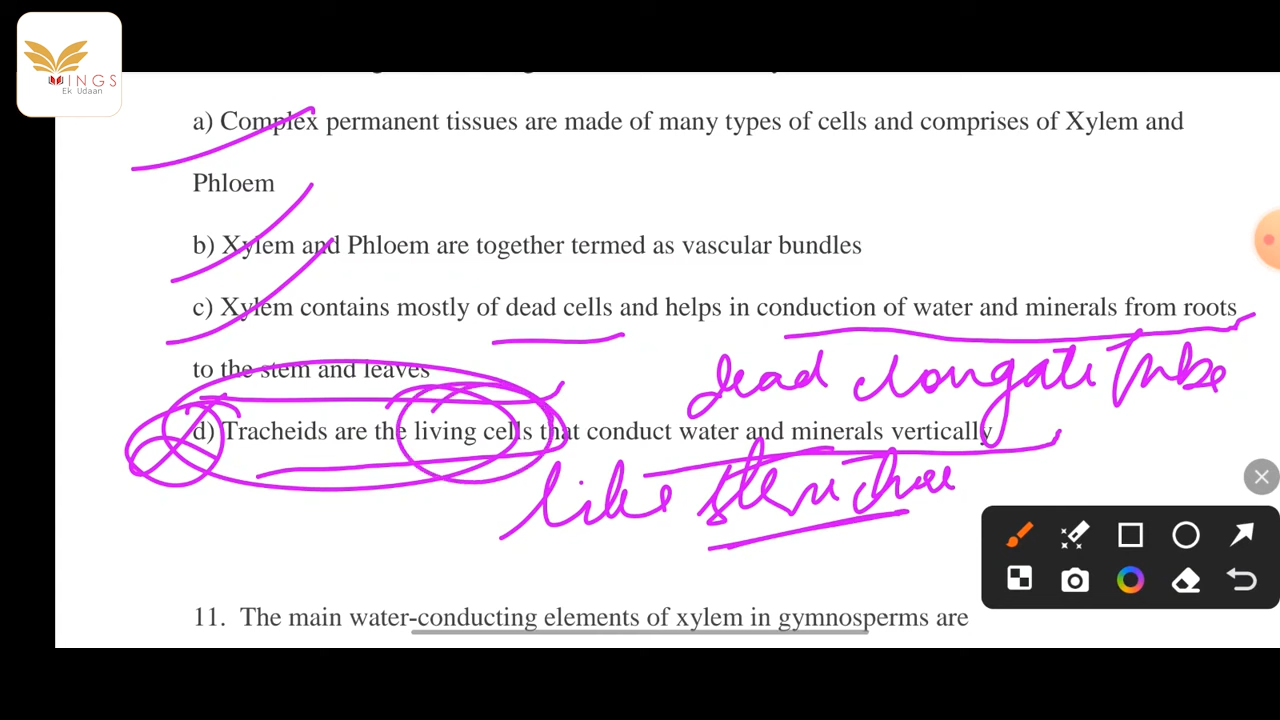 WINGS
Ek Udaan
a) Complex permanent tissues are made of many types of cells and comprises of Xylem and
Phloem
b) Xylem and Phloem are together termed as vascular bundles
c) Xylem contains mostly of dead cells and helps in conduction of water and minerals from roots
to the stem and leaves
dead elongate Tube
d) Tracheids are the living cells that conduct water and minerals vertically
like
11. The main water-conducting elements of xylem in gymnosperms are